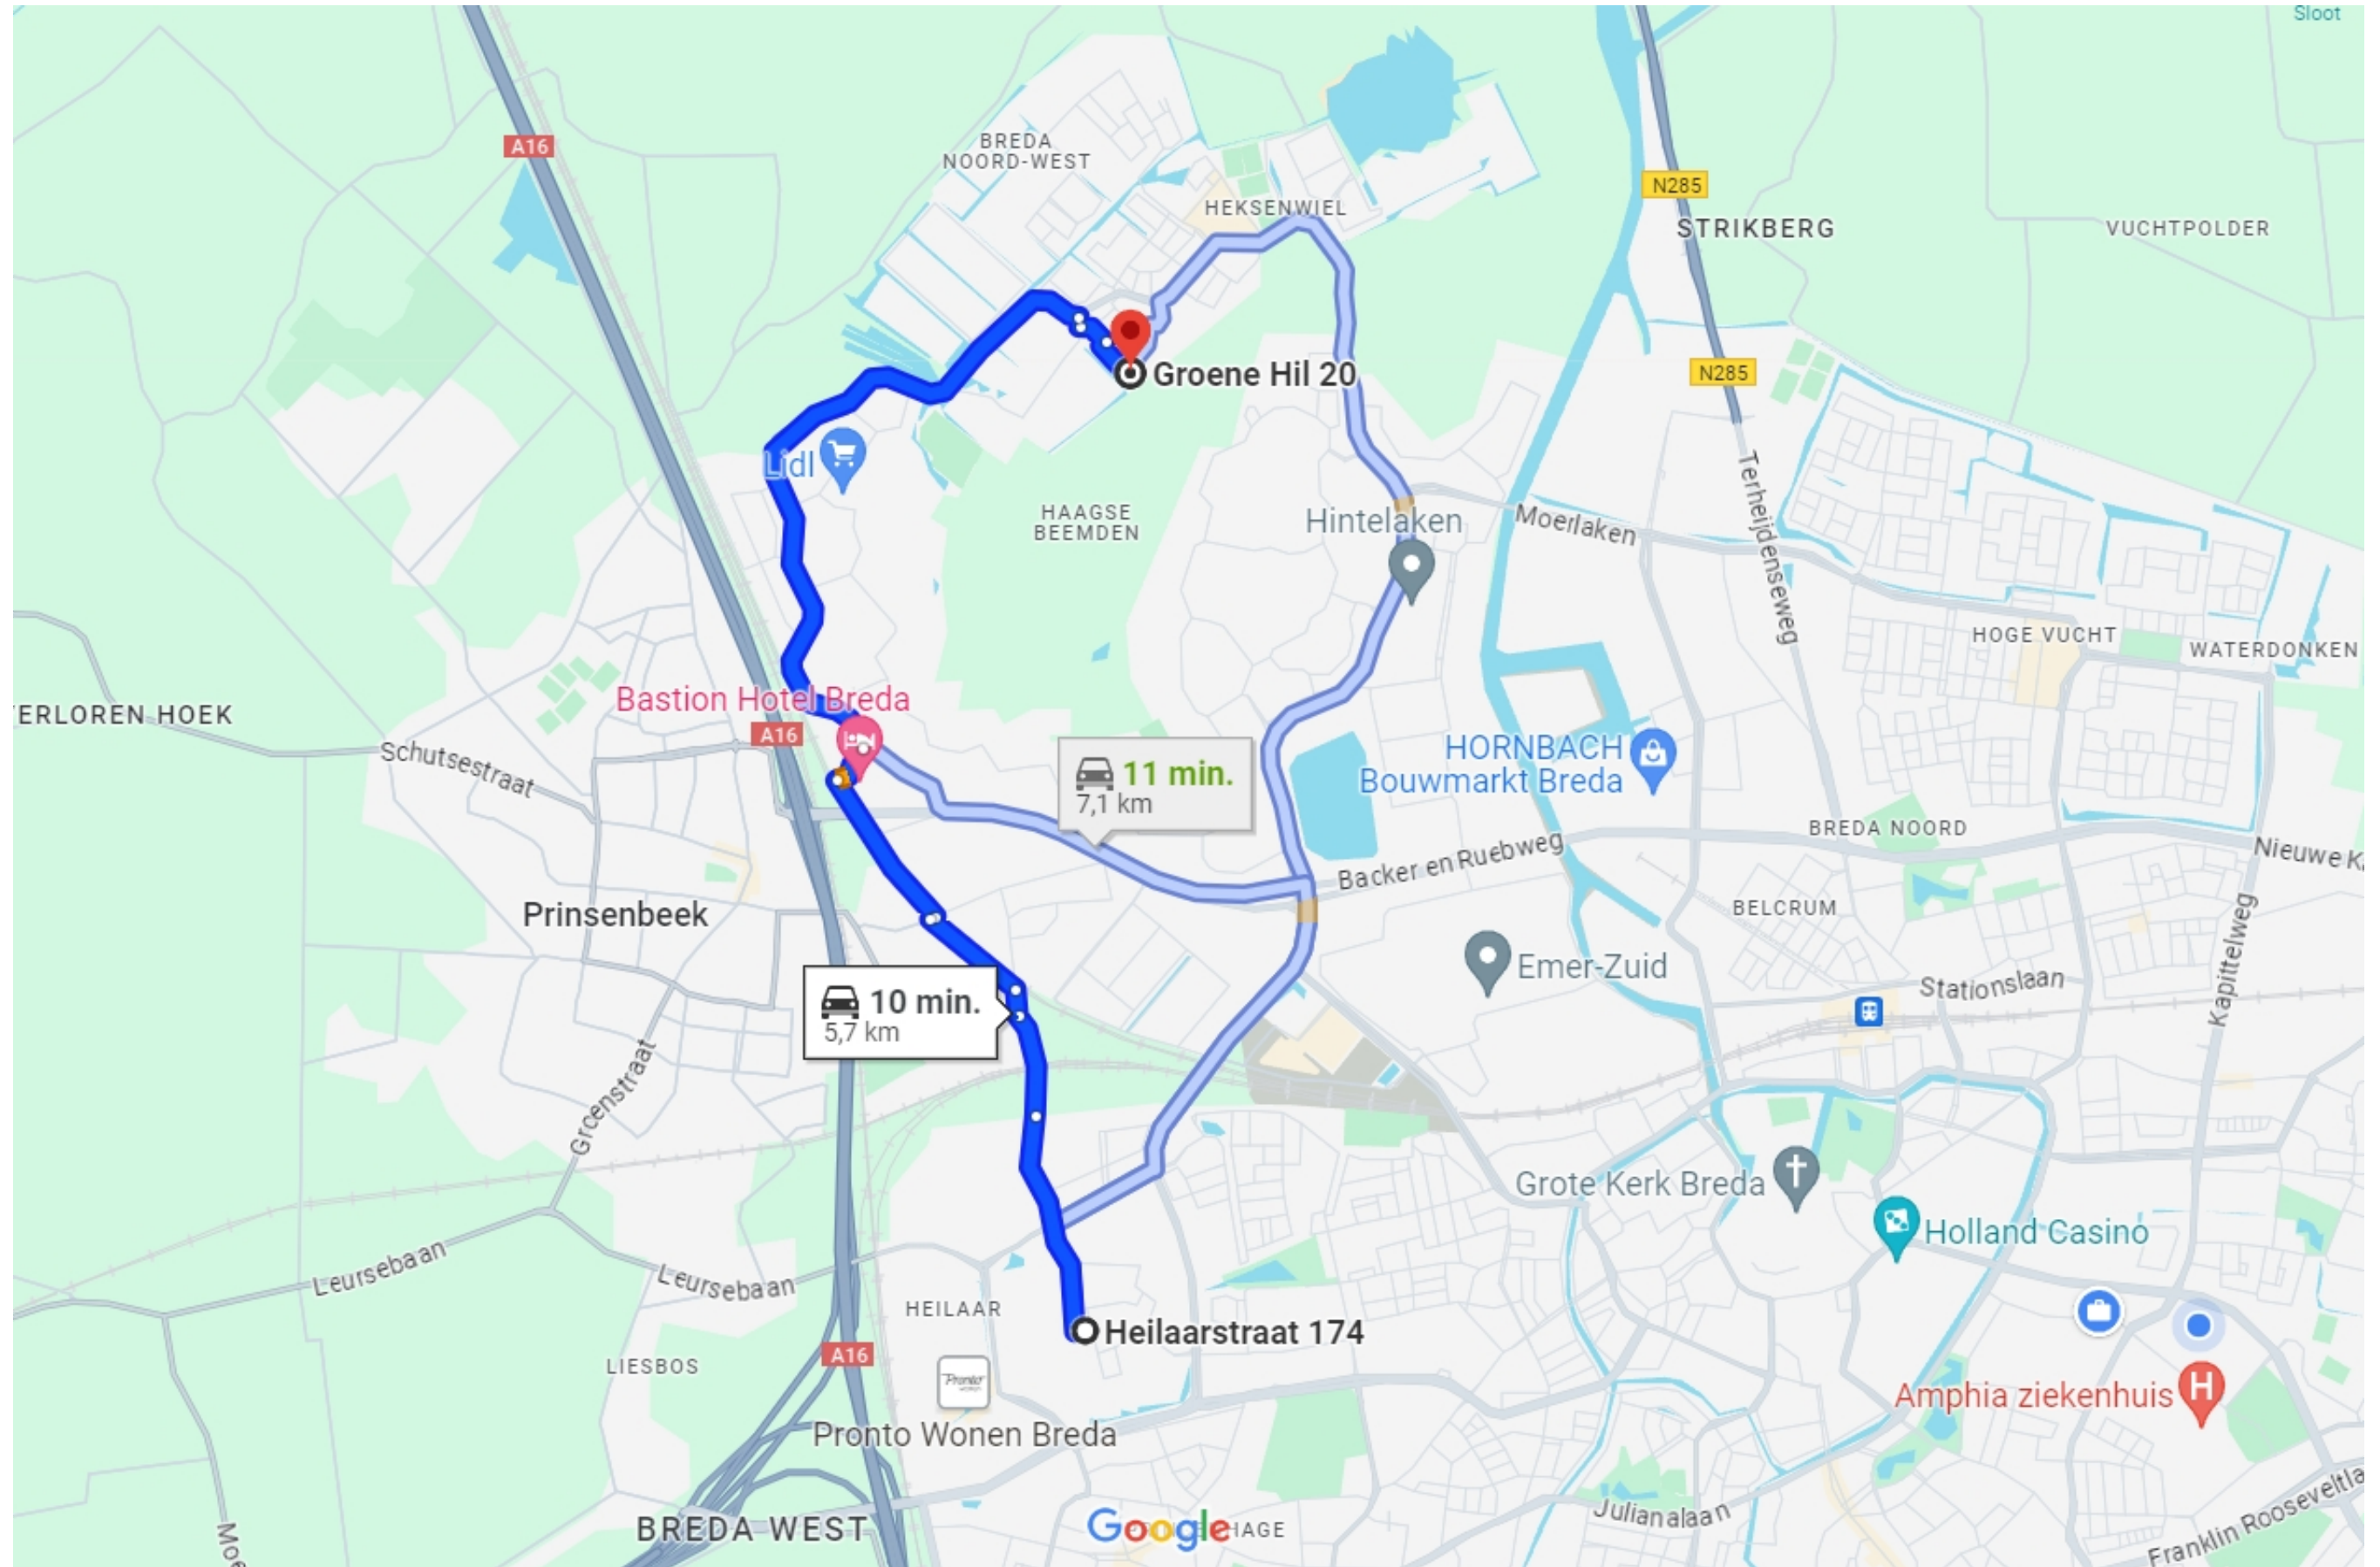 Sloot
A16
BREDA
NOORD-WEST
N285
HEKSENWIEL
STRIKBERG
VUCHTPOLDER
Groene Hil 20
N285
Lidl
HAAGSE
BEEMDEN
Hintelaken
Moerlaken
Terheijdenseweg
HOGE VUCHT
WATERDONKEN
ERLOREN HOEK
Bastion Hotel Breda
A16
Schutsestraat
11 min.
7,1 km
HORNBACH
Bouwmarkt Breda
BREDA NOORD
Backer en Ruebweg
Nieuwe K
Prinsenbeek
BELCRUM
Emer-Zuid
Stationslaan
Kapittelweg
10 min.
5,7 km
Groenstraat
Grote Kerk Breda
Holland Casino
Leursebaan
Leursebaan
HEILAAR
Heilaarstraat 174
A16
LIESBOS
Pronto
wonen
Amphia ziekenhuis
H
Pronto Wonen Breda
BREDA WEST
Google
HAGE
Julianalaan
Moe
Franklin Rooseveltla